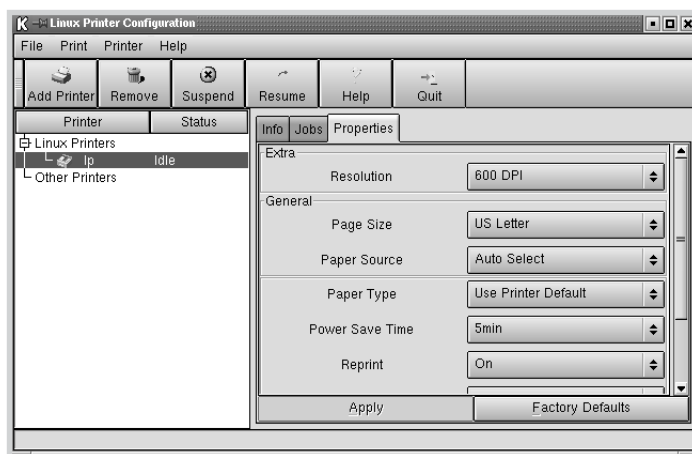 K Linux Printer Configuration
File Print Printer Help
Add Printer Remove Suspend Resume Help Quit
Printer Status
Linux Printers
lp Idle
Other Printers
Info Jobs Properties
Extra
Resolution 600 DPI
General
Page Size US Letter
Paper Source Auto Select
Paper Type Use Printer Default
Power Save Time 5min
Reprint On
Apply Factory Defaults